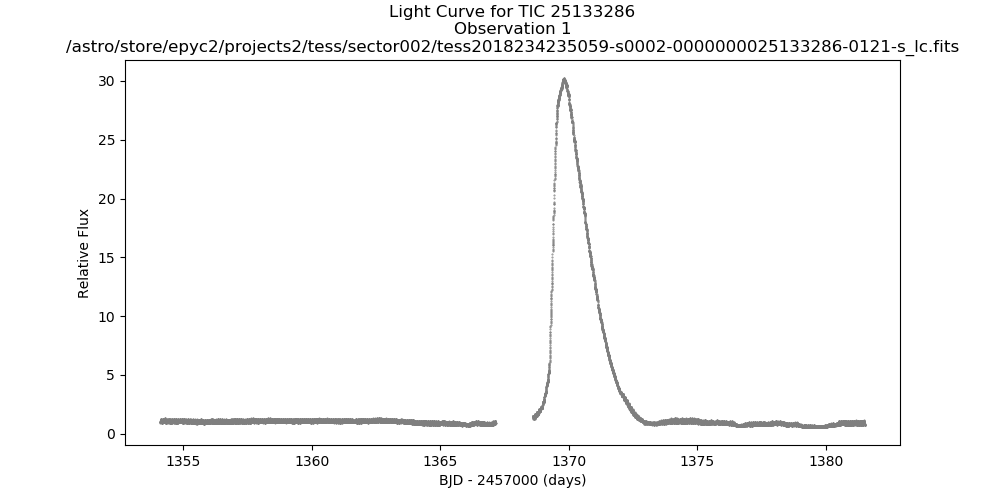 Light Curve for TIC 25133286
Observation 1
/astro/store/epyc2/projects2/tess/sector002/tess2018234235059-s0002-0000000025133286-0121-s_lc.fits
30
25
20
15
10
5
0
Relative Flux
1355 1360 1365 1370 1375 1380
BJD - 2457000 (days)